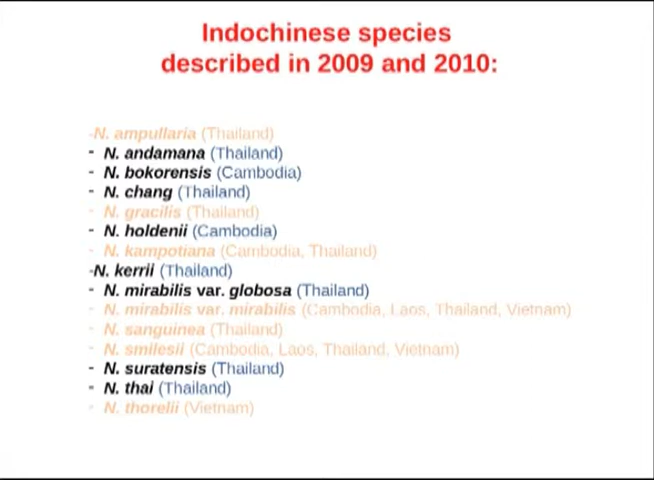 Indochinese species
described in 2009 and 2010:
-N. ampullaria (Thailand)
- N. andamana (Thailand)
- N. bokorensis (Cambodia)
- N. chang (Thailand)
- N. gracilis (Thailand)
- N. holdenii (Cambodia)
- N. kampotiana (Cambodia, Thailand)
-N. kerrii (Thailand)
- N. mirabilis var. globosa (Thailand)
- N. mirabilis var. mirabilis (Cambodia, Laos, Thailand, Vietnam)
- N. sanguinea (Thailand)
- N. smilesii (Cambodia, Laos, Thailand, Vietnam)
- N. suratensis (Thailand)
- N. thai (Thailand)
- N. thorelii (Vietnam)